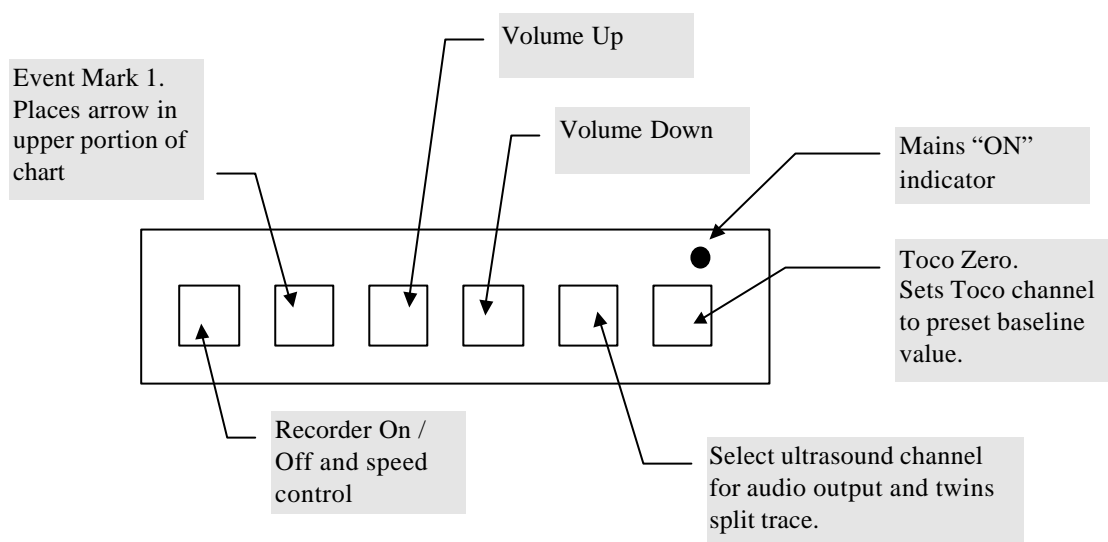 Volume Up
Event Mark 1.
Places arrow in
upper portion of
chart
Volume Down
Mains “ON”
indicator
Toco Zero.
Sets Toco channel
to preset baseline
value.
Recorder On /
Off and speed
control
Select ultrasound channel
for audio output and twins
split trace.